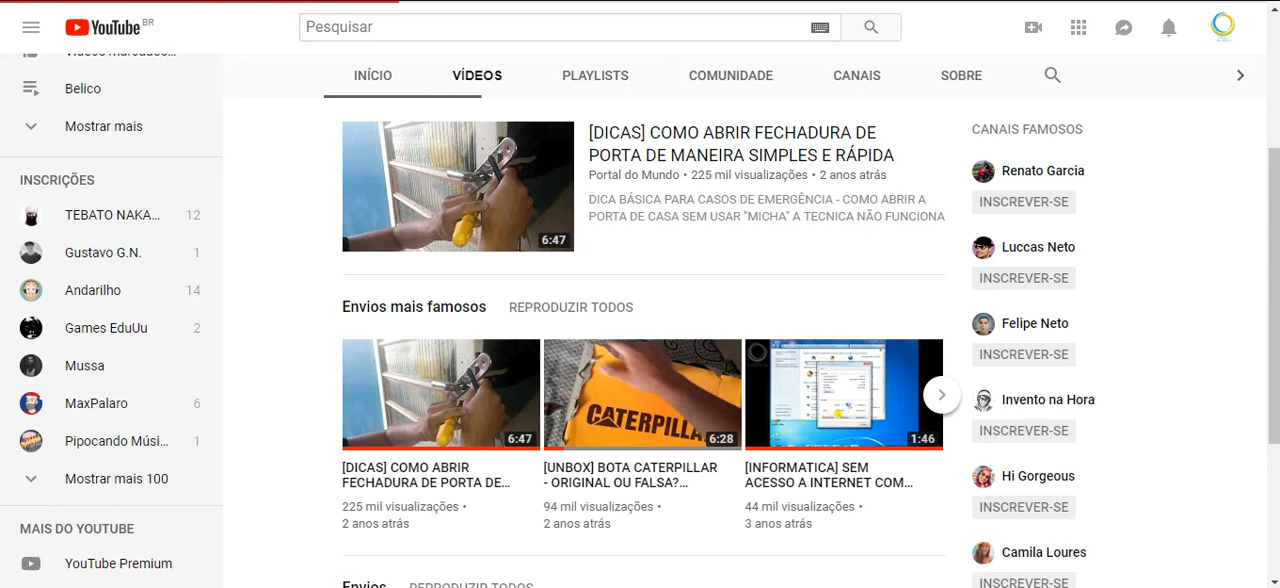 YouTube BR
Pesquisar
Belico
Mostrar mais
INSCRIÇÕES
TEBATO NAKA... 12
Gustavo G.N. 1
Andarilho 14
Games EduUu 2
Mussa
MaxPalaro 6
Pipocando Músi... 1
Mostrar mais 100
MAIS DO YOUTUBE
YouTube Premium
INÍCIO VÍDEOS PLAYLISTS COMUNIDADE CANAIS SOBRE
6:47
[DICAS] COMO ABRIR FECHADURA DE
PORTA DE MANEIRA SIMPLES E RÁPIDA
Portal do Mundo • 225 mil visualizações • 2 anos atrás
DICA BÁSICA PARA CASOS DE EMERGÊNCIA - COMO ABRIR A
PORTA DE CASA SEM USAR "MICHA" A TECNICA NÃO FUNCIONA
Envios mais famosos REPRODUZIR TODOS
6:47
[DICAS] COMO ABRIR
FECHADURA DE PORTA DE...
225 mil visualizações •
2 anos atrás
CATERPILLA
6:28
[UNBOX] BOTA CATERPILLAR
- ORIGINAL OU FALSA?...
94 mil visualizações •
2 anos atrás
1:46
[INFORMATICA] SEM
ACESSO A INTERNET COM...
44 mil visualizações •
3 anos atrás
Envios REPRODUZIR TODOS
CANAIS FAMOSOS
Renato Garcia
INSCREVER-SE
Luccas Neto
INSCREVER-SE
Felipe Neto
INSCREVER-SE
Invento na Hora
INSCREVER-SE
Hi Gorgeous
INSCREVER-SE
Camila Loures
INSCREVER-SE